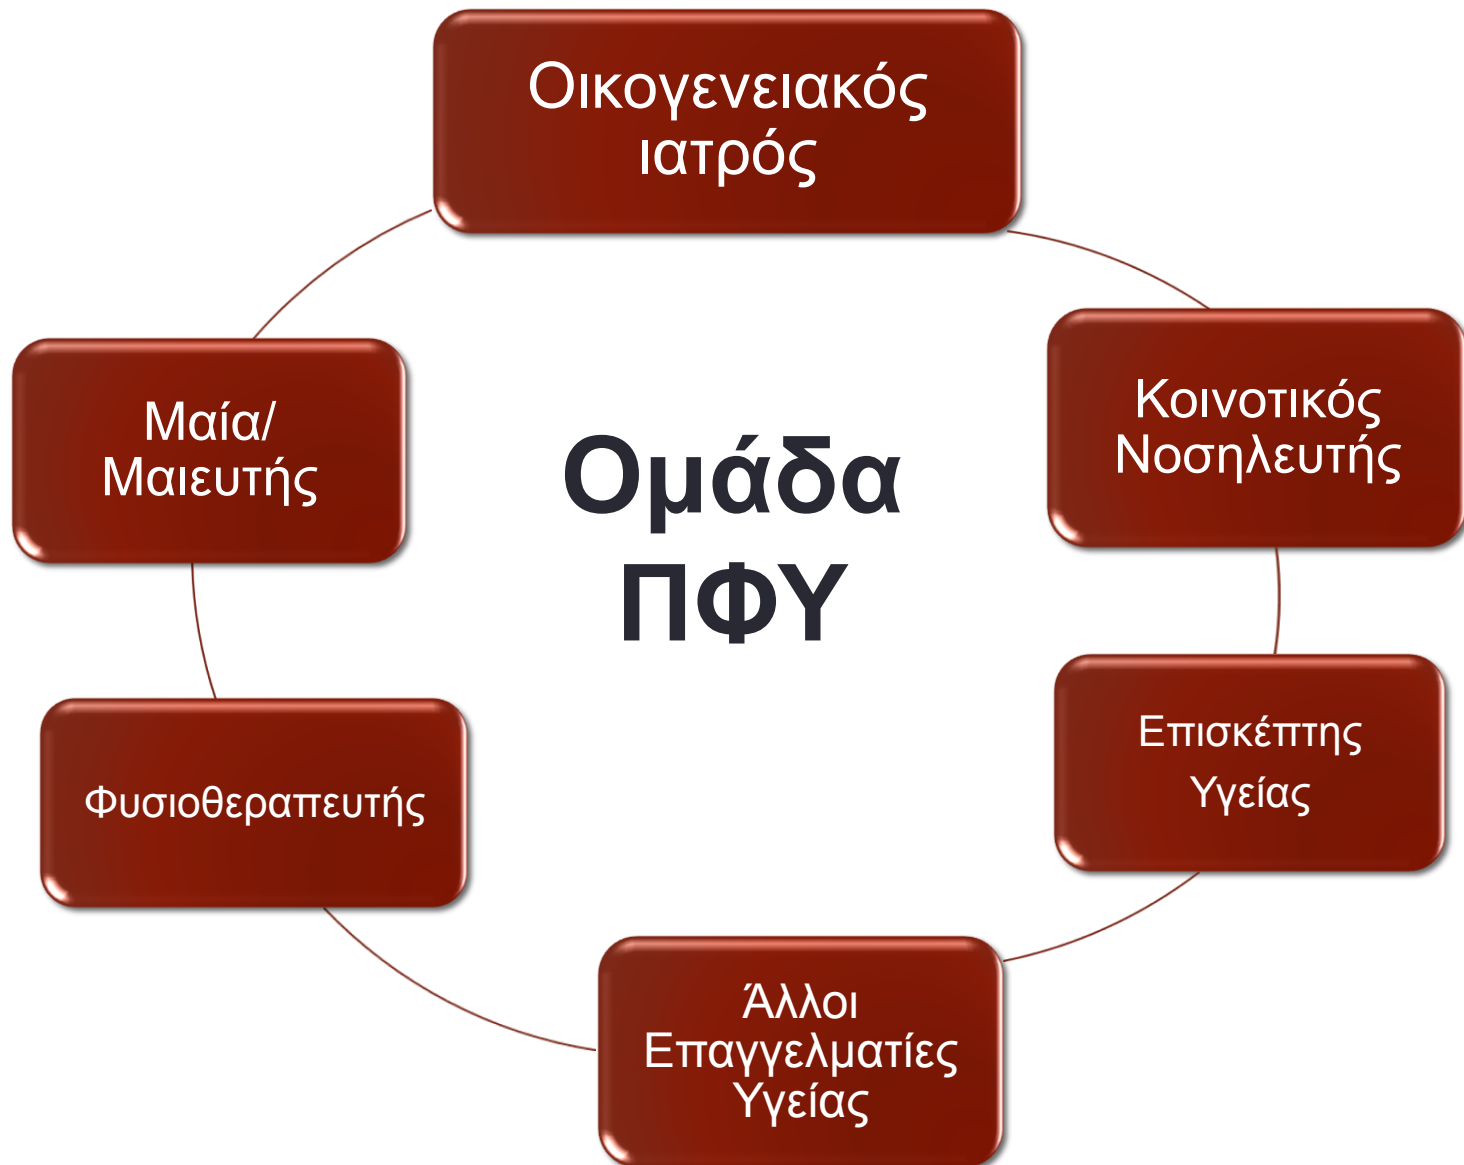 Οικογενειακός
ιατρός
Κοινοτικός
Νοσηλευτής
Επισκέπτης
Υγείας
Άλλοι
Επαγγελματίες
Υγείας
Φυσιοθεραπευτής
Μαία/
Μαιευτής
Ομάδα
ΠΦΥ